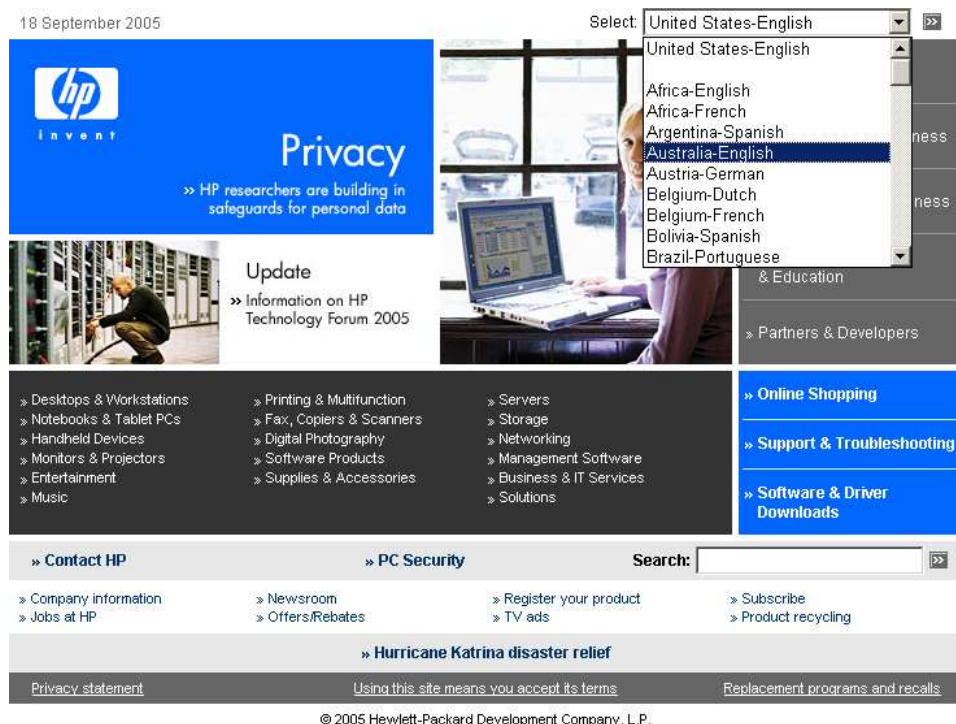 18 September 2005
Select: United States-English
United States-English
Africa-English
Africa-French
Argentina-Spanish
Australia-English
Austria-German
Belgium-Dutch
Belgium-French
Bolivia-Spanish
Brazil-Portuguese
hp
invent
Privacy
» HP researchers are building in
safeguards for personal data
Update
» Information on HP
Technology Forum 2005
ness
ness
& Education
» Partners & Developers
» Desktops & Workstations
» Notebooks & Tablet PCs
» Handheld Devices
» Monitors & Projectors
» Entertainment
» Music
» Printing & Multifunction
» Fax, Copiers & Scanners
» Digital Photography
» Software Products
» Supplies & Accessories
» Servers
» Storage
» Networking
» Management Software
» Business & IT Services
» Solutions
» Online Shopping
» Support & Troubleshooting
» Software & Driver
Downloads
» Contact HP
» PC Security
Search:
» Company information
» Jobs at HP
» Newsroom
» Offers/Rebates
» Register your product
» TV ads
» Subscribe
» Product recycling
» Hurricane Katrina disaster relief
Privacy statement
Using this site means you accept its terms
Replacement programs and recalls
© 2005 Hewlett-Packard Development Company, L.P.